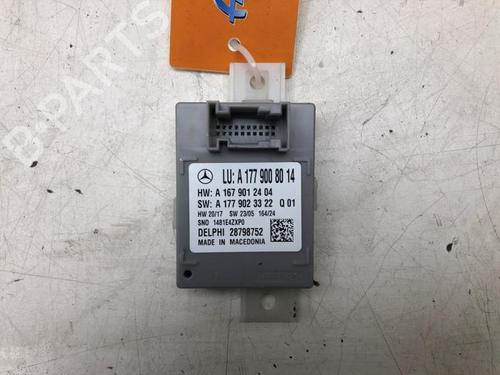 LU: A 177 900 80 14
HW: A 167 901 24 04
SW: A 177 902 33 22 Q 01
HW 20/17 SW 23/05 164/24
SNO 1481E4ZXP0
DELPHI 28798752
MADE IN MACEDONIA
B-PARTS